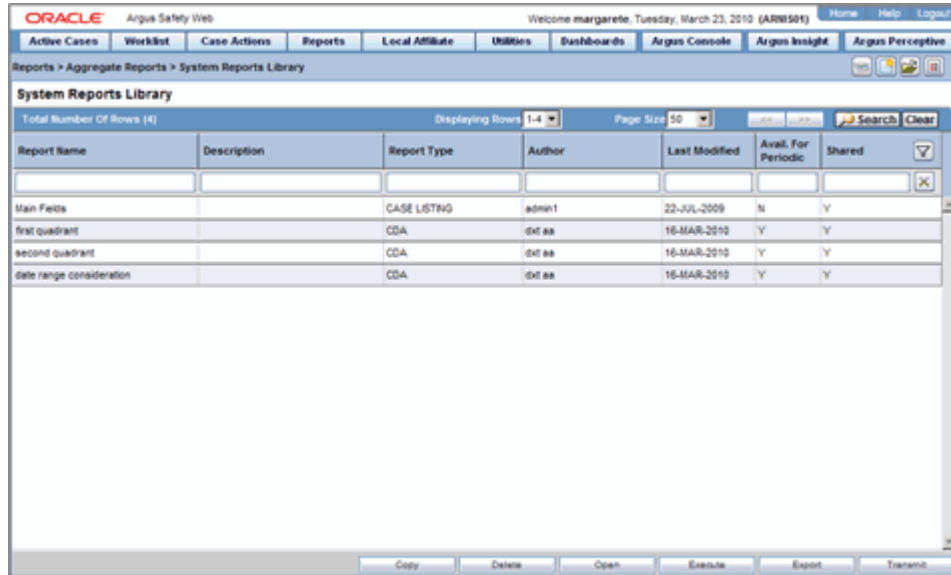 ORACLE Argus Safety Web Welcome margarete, Tuesday, March 23, 2010 (ARNIS01) Home Help Logout
Active Cases Worklist Case Actions Reports Local Affiliate Utilities Dashboards Argus Console Argus Insight Argus Perceptive
Reports > Aggregate Reports > System Reports Library
System Reports Library
Total Number Of Rows (4) Displaying Rows 1-4 Page Size 50 << >> Search Clear
Report Name Description Report Type Author Last Modified Avail. For Periodic Shared
Main Fields CASE LISTING admin1 22-JUL-2009 N Y
first quadrant CDA dxt aa 16-MAR-2010 Y Y
second quadrant CDA dxt aa 16-MAR-2010 Y Y
date range consideration CDA dxt aa 16-MAR-2010 Y Y
Copy Delete Open Execute Export Transmit